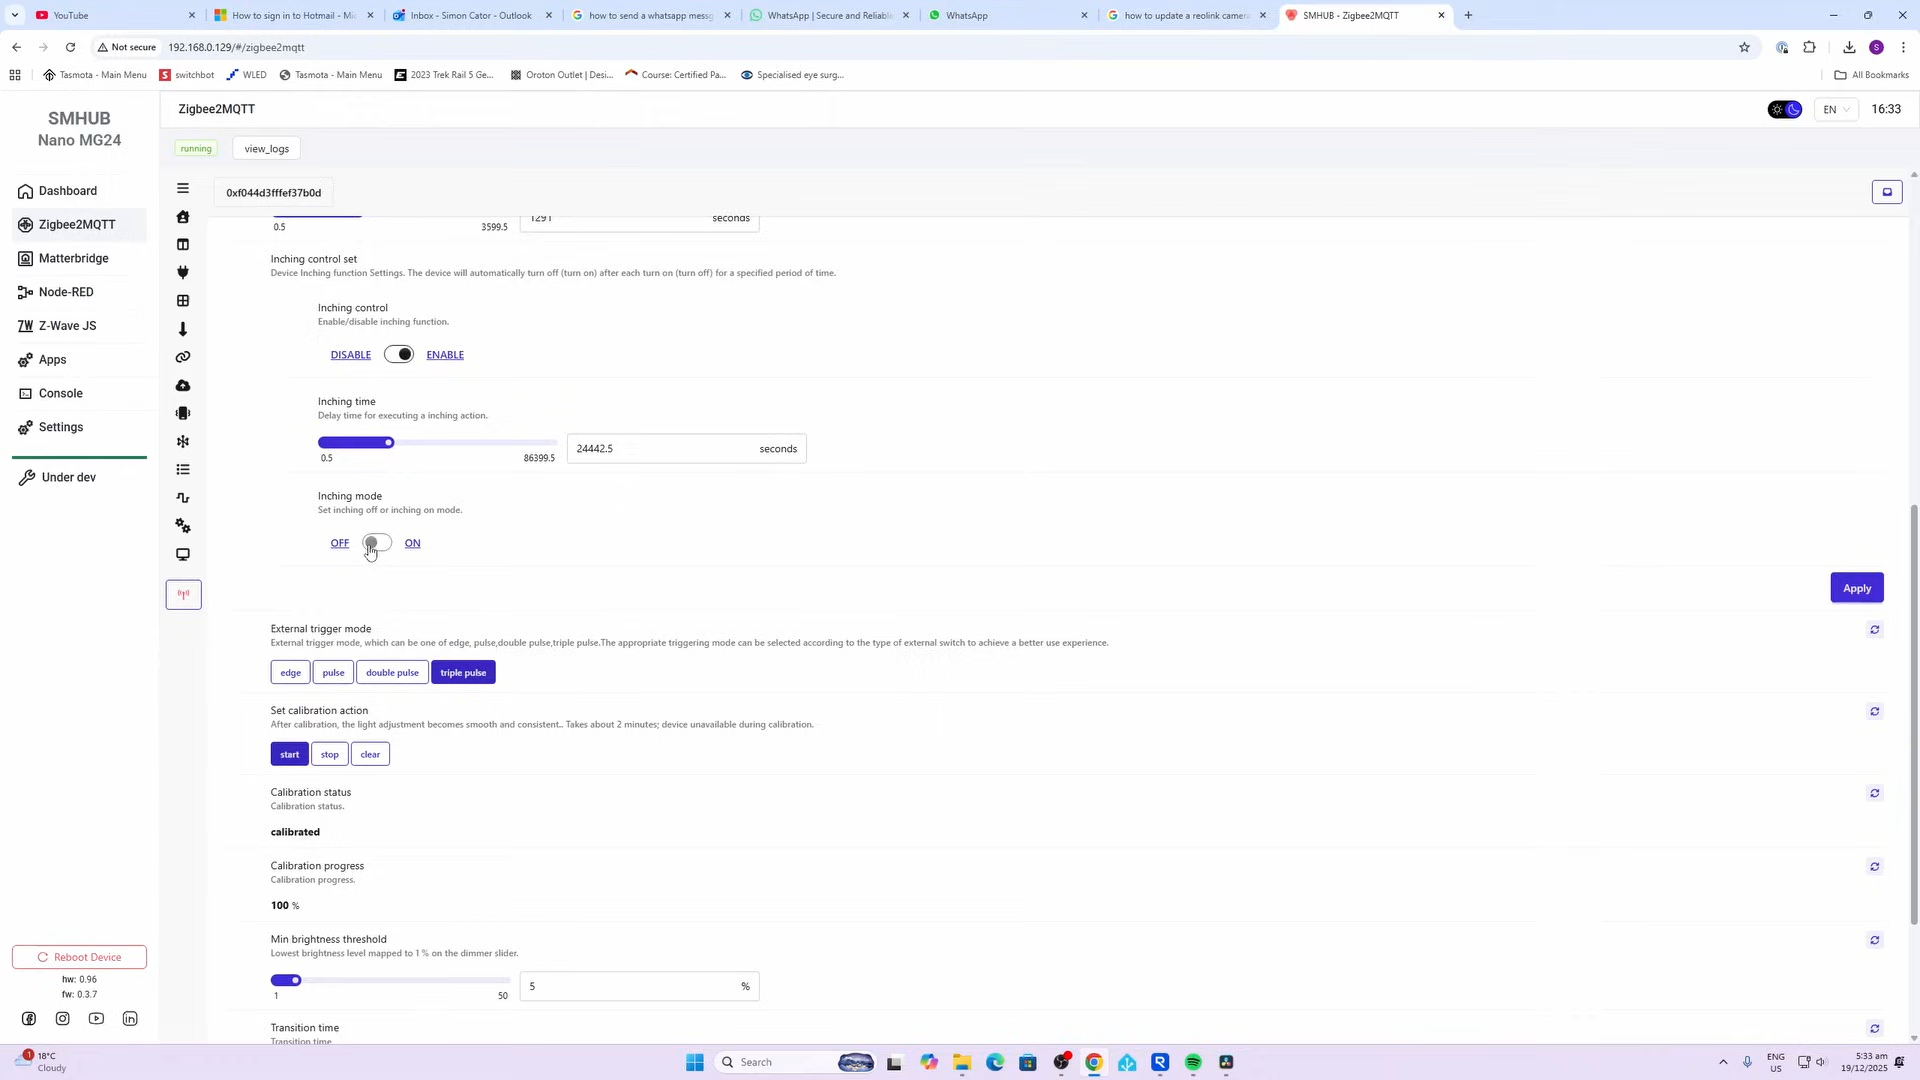 YouTube
How to sign in to Hotmail - Mi
Inbox - Simon Cator - Outlook
how to send a whatsapp messg
WhatsApp | Secure and Reliable
WhatsApp
how to update a reolink camera
SMHUB - Zigbee2MQTT
Not secure
192.168.0.129/#/zigbee2mqtt
S
Tasmota - Main Menu
switchbot
WLED
Tasmota - Main Menu
2023 Trek Rail 5 Ge...
Oroton Outlet | Desi...
Course: Certified Pa...
Specialised eye surg...
All Bookmarks
SMHUB
Nano MG24
Dashboard
Zigbee2MQTT
Matterbridge
Node-RED
Z-Wave JS
Apps
Console
Settings
Under dev
Reboot Device
hw: 0.96
fw: 0.3.7
Zigbee2MQTT
EN
16:33
running
view_logs
0xf044d3fffef37b0d
0.5
3599.5
1291
seconds
Inching control set
Device Inching function Settings. The device will automatically turn off (turn on) after each turn on (turn off) for a specified period of time.
Inching control
Enable/disable inching function.
DISABLE
ENABLE
Inching time
Delay time for executing a inching action.
0.5
86399.5
24442.5
seconds
Inching mode
Set inching off or inching on mode.
OFF
ON
Apply
External trigger mode
External trigger mode, which can be one of edge, pulse,double pulse,triple pulse.The appropriate triggering mode can be selected according to the type of external switch to achieve a better use experience.
edge
pulse
double pulse
triple pulse
Set calibration action
After calibration, the light adjustment becomes smooth and consistent.. Takes about 2 minutes; device unavailable during calibration.
start
stop
clear
Calibration status
Calibration status.
calibrated
Calibration progress
Calibration progress.
100 %
Min brightness threshold
Lowest brightness level mapped to 1 % on the dimmer slider.
1
50
5
%
Transition time
Transition time
1
18°C
Cloudy
Search
ENG
US
5:33 am
19/12/2025